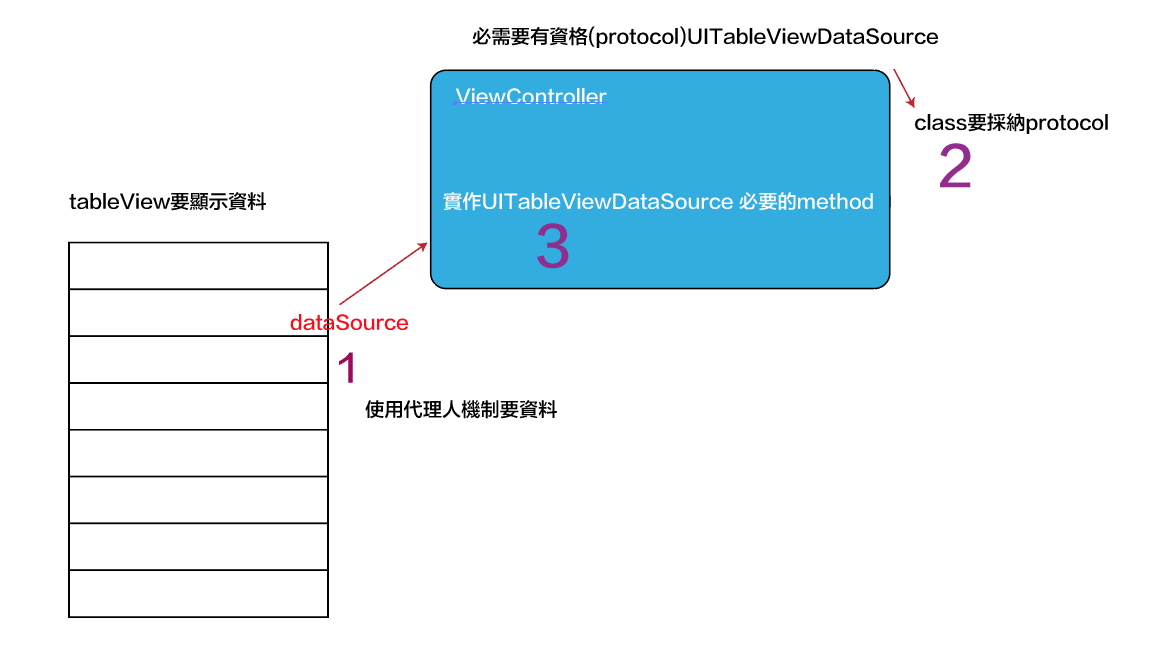 必需要有資格(protocol)UITableViewDataSource
ViewController
class要採納protocol
2
tableView要顯示資料
實作UITableViewDataSource 必要的method
3
dataSource
1
使用代理人機制要資料